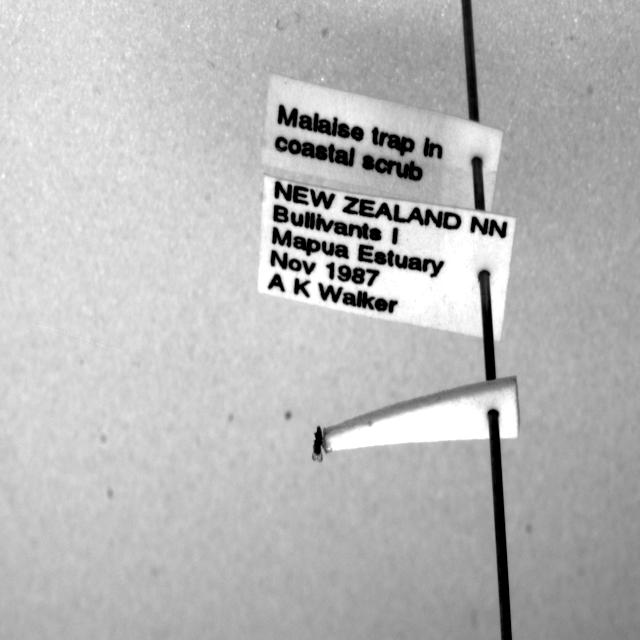 Malaise trap in
coastal scrub
NEW ZEALAND NN
Bullivants I
Mapua Estuary
Nov 1987
A K Walker